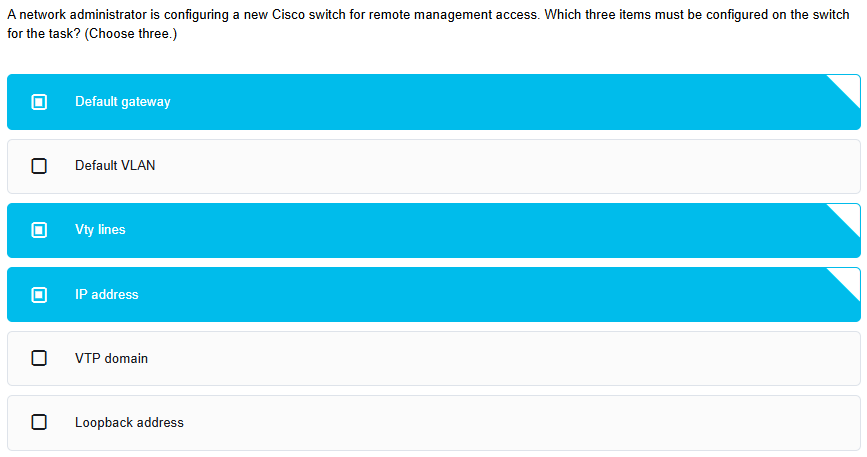 A network administrator is configuring a new Cisco switch for remote management access. Which three items must be configured on the switch
for the task? (Choose three.)
Default gateway
Default VLAN
Vty lines
IP address
VTP domain
Loopback address